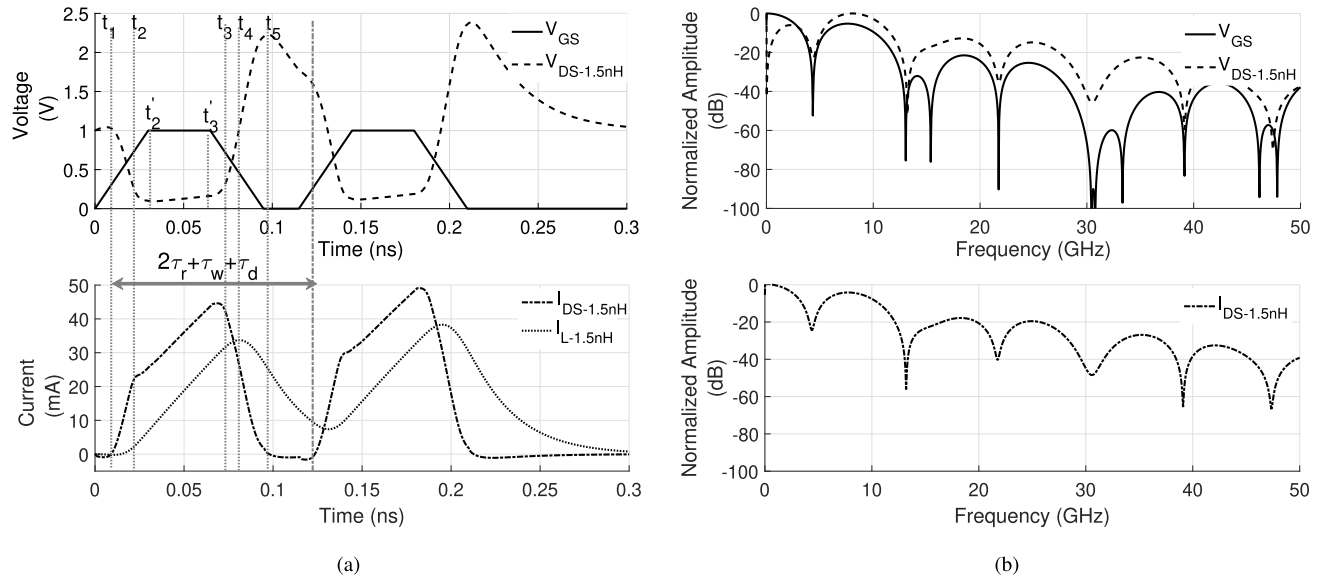 t1 t2 t3 t4 t5
t'2 t'3
2.5
2
1.5
1
0.5
0
Voltage
(V)
VGS
VDS-1.5nH
0 0.05 0.1 0.15 0.2 0.25 0.3
Time (ns)
2τr+τw+τd
50
40
30
20
10
0
Current
(mA)
IDS-1.5nH
IL-1.5nH
0 0.05 0.1 0.15 0.2 0.25 0.3
Time (ns)
(a)
0
-20
-40
-60
-80
-100
Normalized Amplitude
(dB)
VGS
VDS-1.5nH
0 10 20 30 40 50
Frequency (GHz)
0
-20
-40
-60
-80
-100
Normalized Amplitude
(dB)
IDS-1.5nH
0 10 20 30 40 50
Frequency (GHz)
(b)